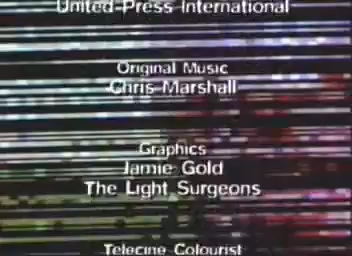 United Press International
Original Music
Chris Marshall
Graphics
Jamie Gold
The Light Surgeons
Telecine Colourist